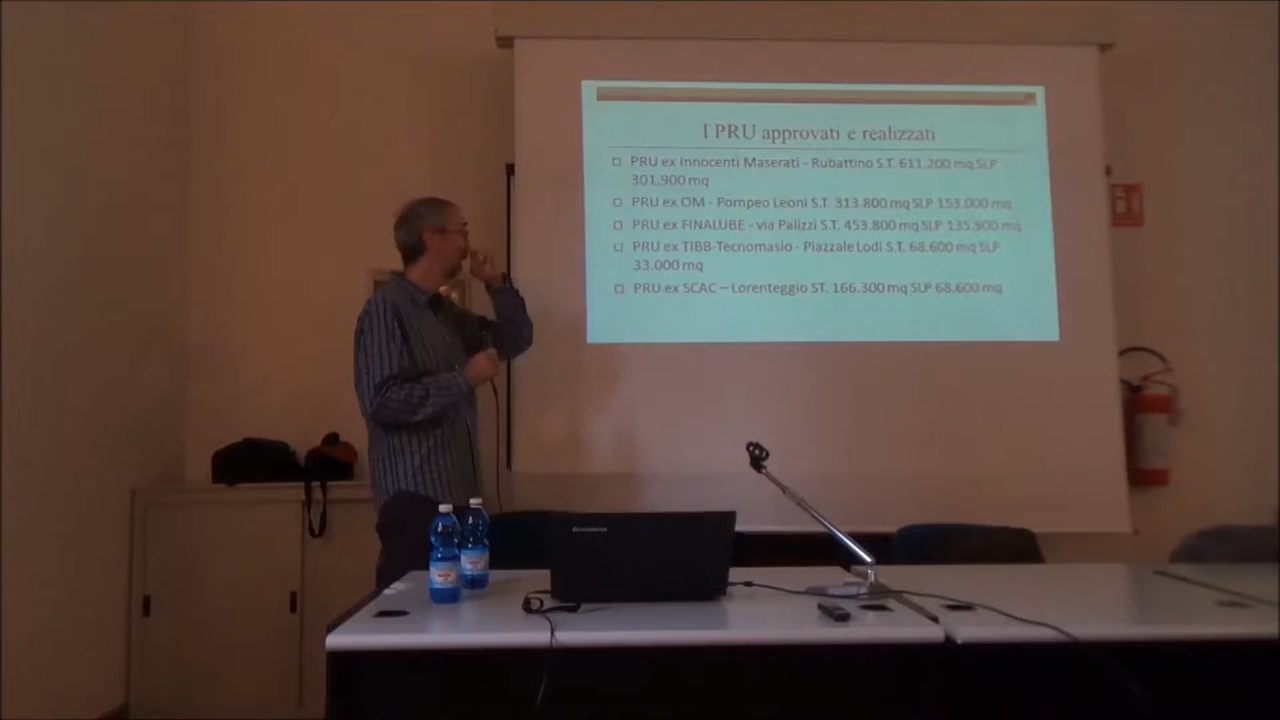 I PRU approvati e realizzati
PRU ex Innocenti Maserati - Rubattino S.T. 611.200 mq SLP
301.900 mq
PRU ex OM - Pompeo Leoni S.T. 313.800 mq SLP 153.000 mq
PRU ex FINALUBE - via Palizzi S.T. 453.800 mq SLP 135.900 mq
PRU ex TIBB-Tecnomasio - Piazzale Lodi S.T. 68.600 mq SLP
33.000 mq
PRU ex SCAC – Lorenteggio ST. 166.300 mq SLP 68.600 mq
lenovo